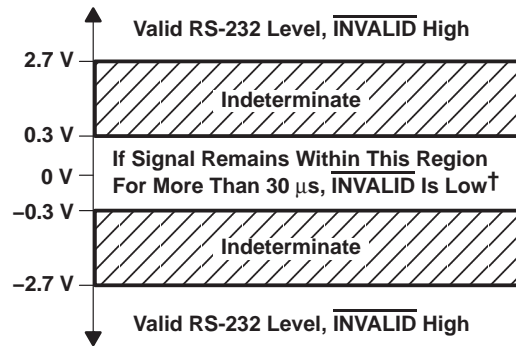 Valid RS-232 Level, INVALID High
2.7 V
Indeterminate
0.3 V
If Signal Remains Within This Region
0 V
For More Than 30 μs, INVALID Is Low†
−0.3 V
Indeterminate
−2.7 V
Valid RS-232 Level, INVALID High